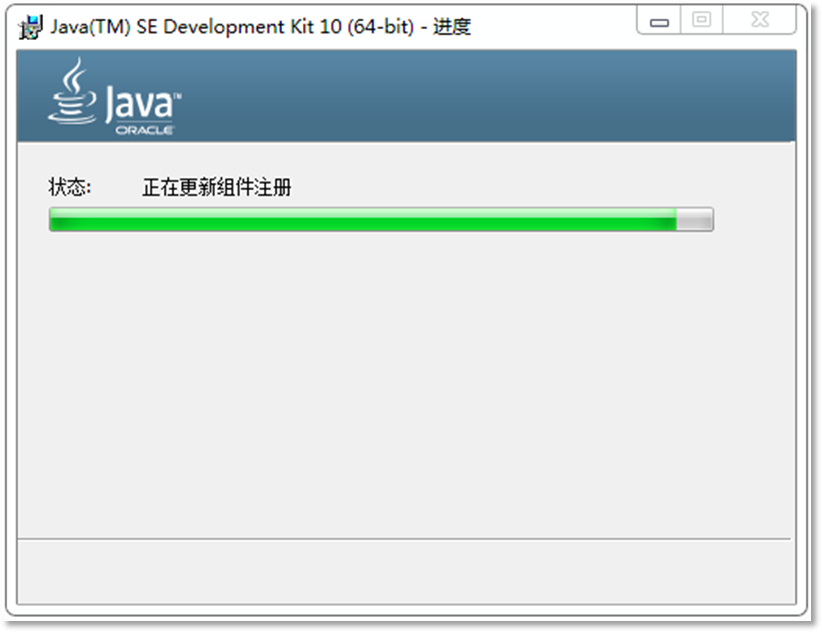 Java(TM) SE Development Kit 10 (64-bit) - 进度
Java™
ORACLE
状态: 正在更新组件注册